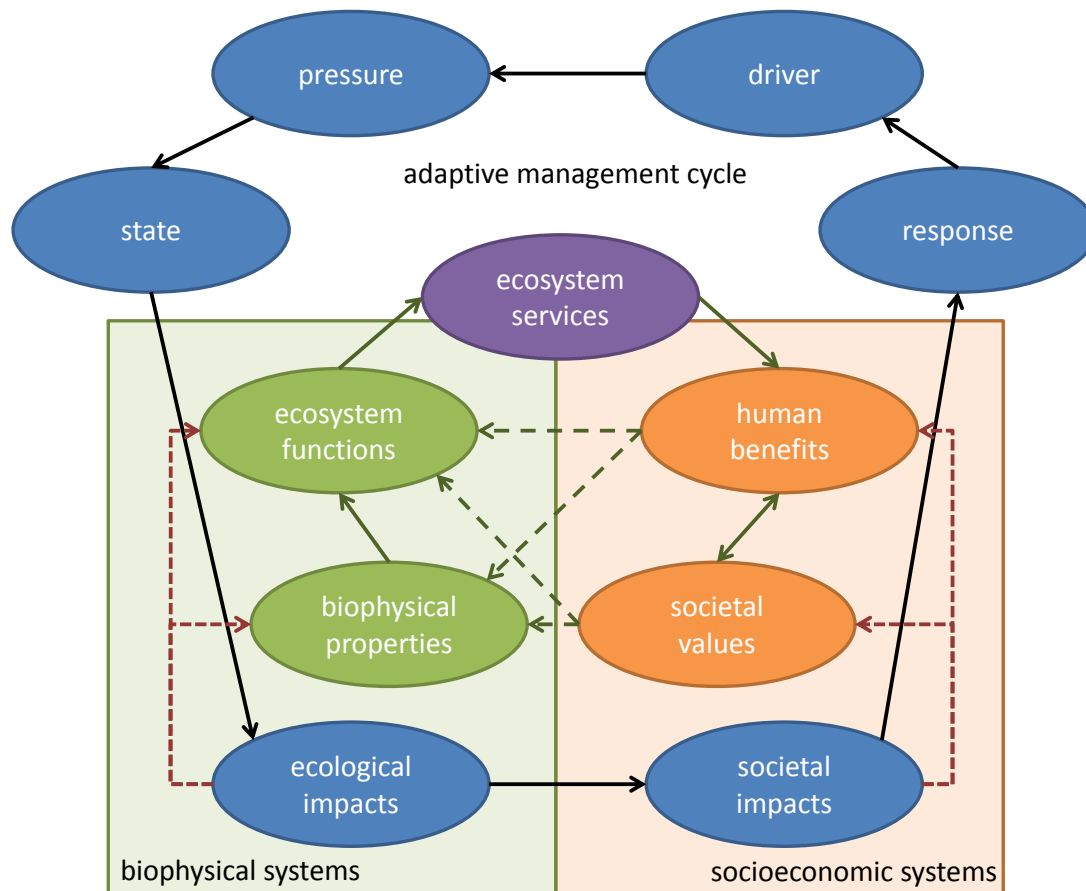 pressure
driver
adaptive management cycle
state
response
ecosystem
services
ecosystem
functions
human
benefits
biophysical
properties
societal
values
ecological
impacts
societal
impacts
biophysical systems
socioeconomic systems